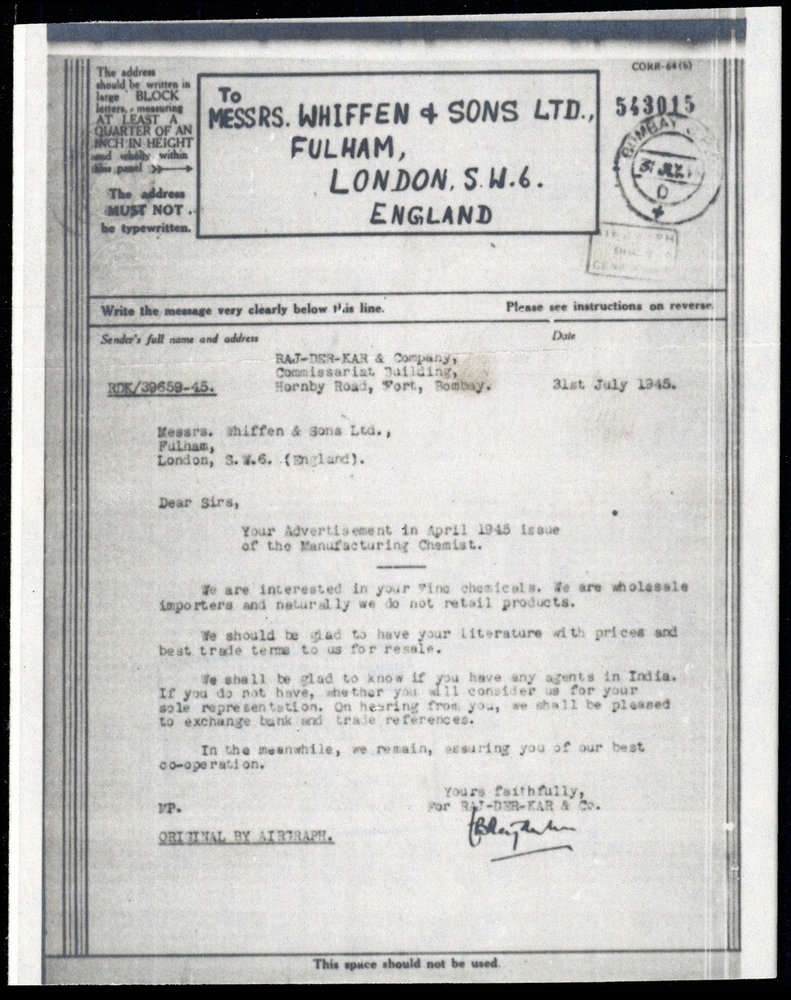 The address
should be written in
large BLOCK
letters, measuring
AT LEAST A
QUARTER OF AN
INCH IN HEIGHT
and wholly within
this panel
The address
MUST NOT
be typewritten.
To
MESSRS. WHIFFEN & SONS LTD.,
FULHAM,
LONDON, S.W.6.
ENGLAND
CORR-64(6)
543015
BOMBAY
31 JUL
Write the message very clearly below this line.
Please see instructions on reverse.
Sender's full name and address
Date
RAJ-DER-KAR & Company,
Commissariat Building,
RDK/39659-45.
Hornby Road, Fort, Bombay.
31st July 1945.
Messrs. Whiffen & Sons Ltd.,
Fulham,
London, S.W.6. (England).
Dear Sirs,
Your Advertisement in April 1945 issue
of the Manufacturing Chemist.
We are interested in your Fine chemicals. We are wholesale
importers and naturally we do not retail products.
We should be glad to have your literature with prices and
best trade terms to us for resale.
We shall be glad to know if you have any agents in India.
If you do not have, whether you will consider us for your
sole representation. On hearing from you, we shall be pleased
to exchange bank and trade references.
In the meanwhile, we remain, assuring you of our best
co-operation.
Yours faithfully,
MP.
For RAJ-DER-KAR & Co.
ORIGINAL BY AIRGRAPH.
This space should not be used.